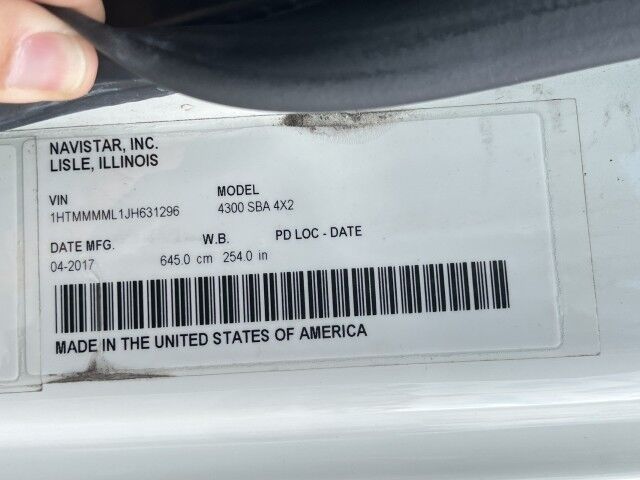 NAVISTAR, INC.
LISLE, ILLINOIS
VIN MODEL
1HTMMMML1JH631296 4300 SBA 4X2
DATE MFG. W.B. PD LOC - DATE
04-2017 645.0 cm 254.0 in
MADE IN THE UNITED STATES OF AMERICA